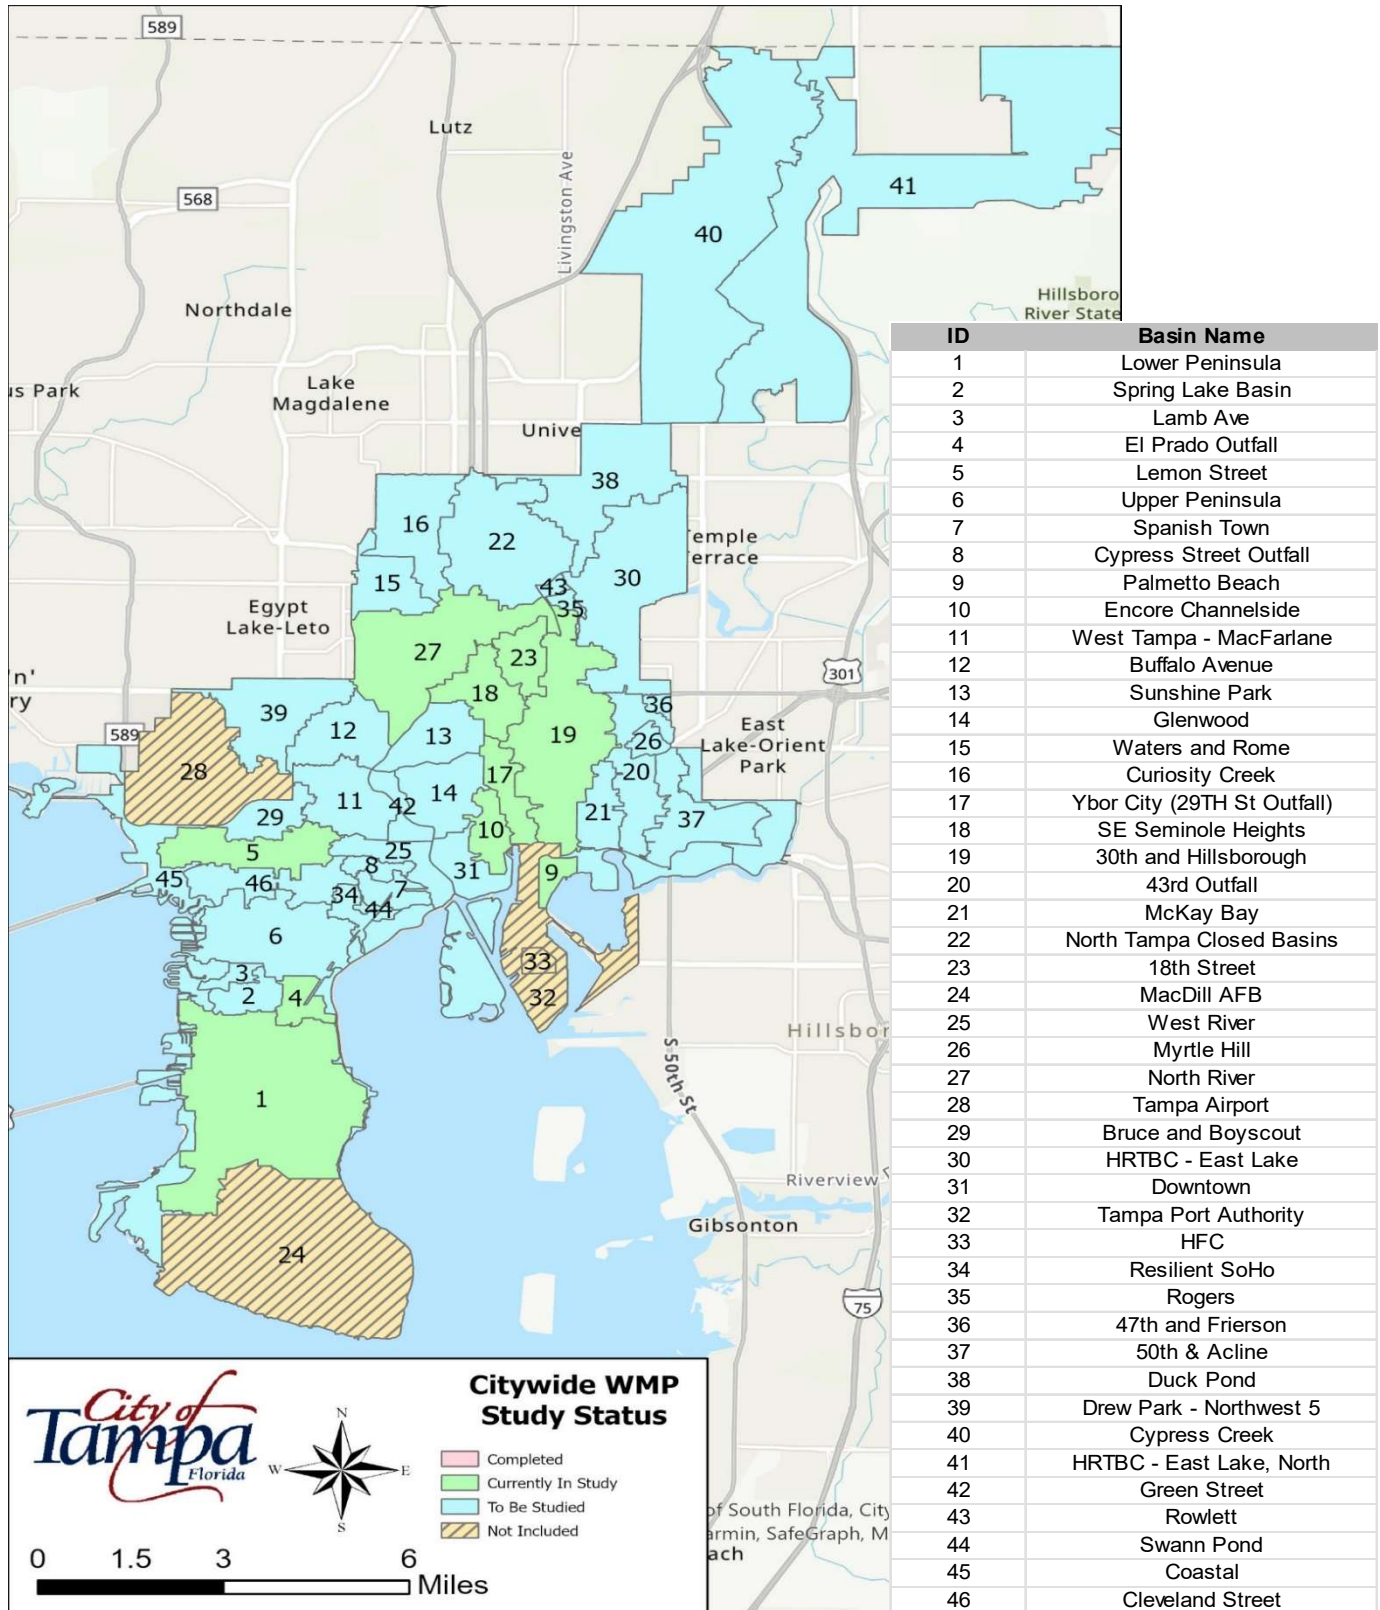 589
Lutz
568
Livingston Ave
41
40
Northdale
Hillsboro
River State
us Park
Lake
Magdalene
Unive
38
16
22
Temple
Terrace
15
43
30
35
Egypt
Lake-Leto
27
23
'n'
ry
18
301
39
36
12
13
19
26
East
Lake-Orient
Park
589
28
17
20
11
42
14
29
21
37
10
5
25
8
31
9
45
46
34
7
44
6
3
33
2
4
32
Hillsbor
S 50th St
1
Riverview
Gibsonton
24
75
ID Basin Name
1 Lower Peninsula
2 Spring Lake Basin
3 Lamb Ave
4 El Prado Outfall
5 Lemon Street
6 Upper Peninsula
7 Spanish Town
8 Cypress Street Outfall
9 Palmetto Beach
10 Encore Channelside
11 West Tampa - MacFarlane
12 Buffalo Avenue
13 Sunshine Park
14 Glenwood
15 Waters and Rome
16 Curiosity Creek
17 Ybor City (29TH St Outfall)
18 SE Seminole Heights
19 30th and Hillsborough
20 43rd Outfall
21 McKay Bay
22 North Tampa Closed Basins
23 18th Street
24 MacDill AFB
25 West River
26 Myrtle Hill
27 North River
28 Tampa Airport
29 Bruce and Boyscout
30 HRTBC - East Lake
31 Downtown
32 Tampa Port Authority
33 HFC
34 Resilient SoHo
35 Rogers
36 47th and Frierson
37 50th & Acline
38 Duck Pond
39 Drew Park - Northwest 5
40 Cypress Creek
41 HRTBC - East Lake, North
42 Green Street
43 Rowlett
44 Swann Pond
45 Coastal
46 Cleveland Street
City of
Tampa
Florida
N
W E
S
Citywide WMP
Study Status
Completed
Currently In Study
To Be Studied
Not Included
0 1.5 3 6
Miles
of South Florida, City
armin, SafeGraph, M
ach